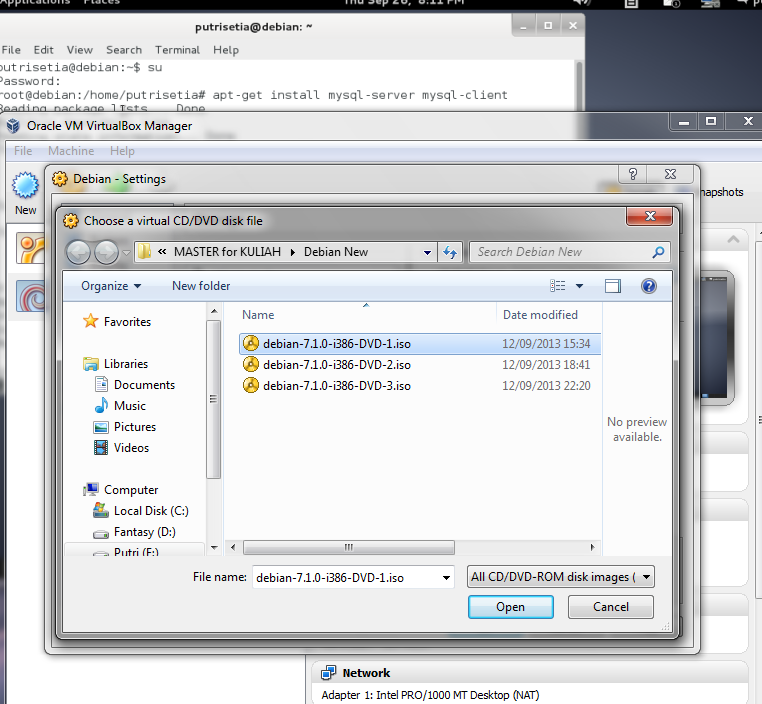 Applications Places
Thu Sep 26, 8:11 PM
putrisetia@debian: ~
File Edit View Search Terminal Help
putrisetia@debian:~$ su
Password:
root@debian:/home/putrisetia# apt-get install mysql-server mysql-client
Reading package lists... Done
Oracle VM VirtualBox Manager
File Machine Help
Debian - Settings
New
napshots
Choose a virtual CD/DVD disk file
« MASTER for KULIAH Debian New
Search Debian New
Organize New folder
Favorites
Libraries
Documents
Music
Pictures
Videos
Computer
Local Disk (C:)
Fantasy (D:)
Putri (E:)
Name Date modified
debian-7.1.0-i386-DVD-1.iso 12/09/2013 15:34
debian-7.1.0-i386-DVD-2.iso 12/09/2013 18:41
debian-7.1.0-i386-DVD-3.iso 12/09/2013 22:20
No preview
available.
File name: debian-7.1.0-i386-DVD-1.iso All CD/DVD-ROM disk images (
Open Cancel
Network
Adapter 1: Intel PRO/1000 MT Desktop (NAT)